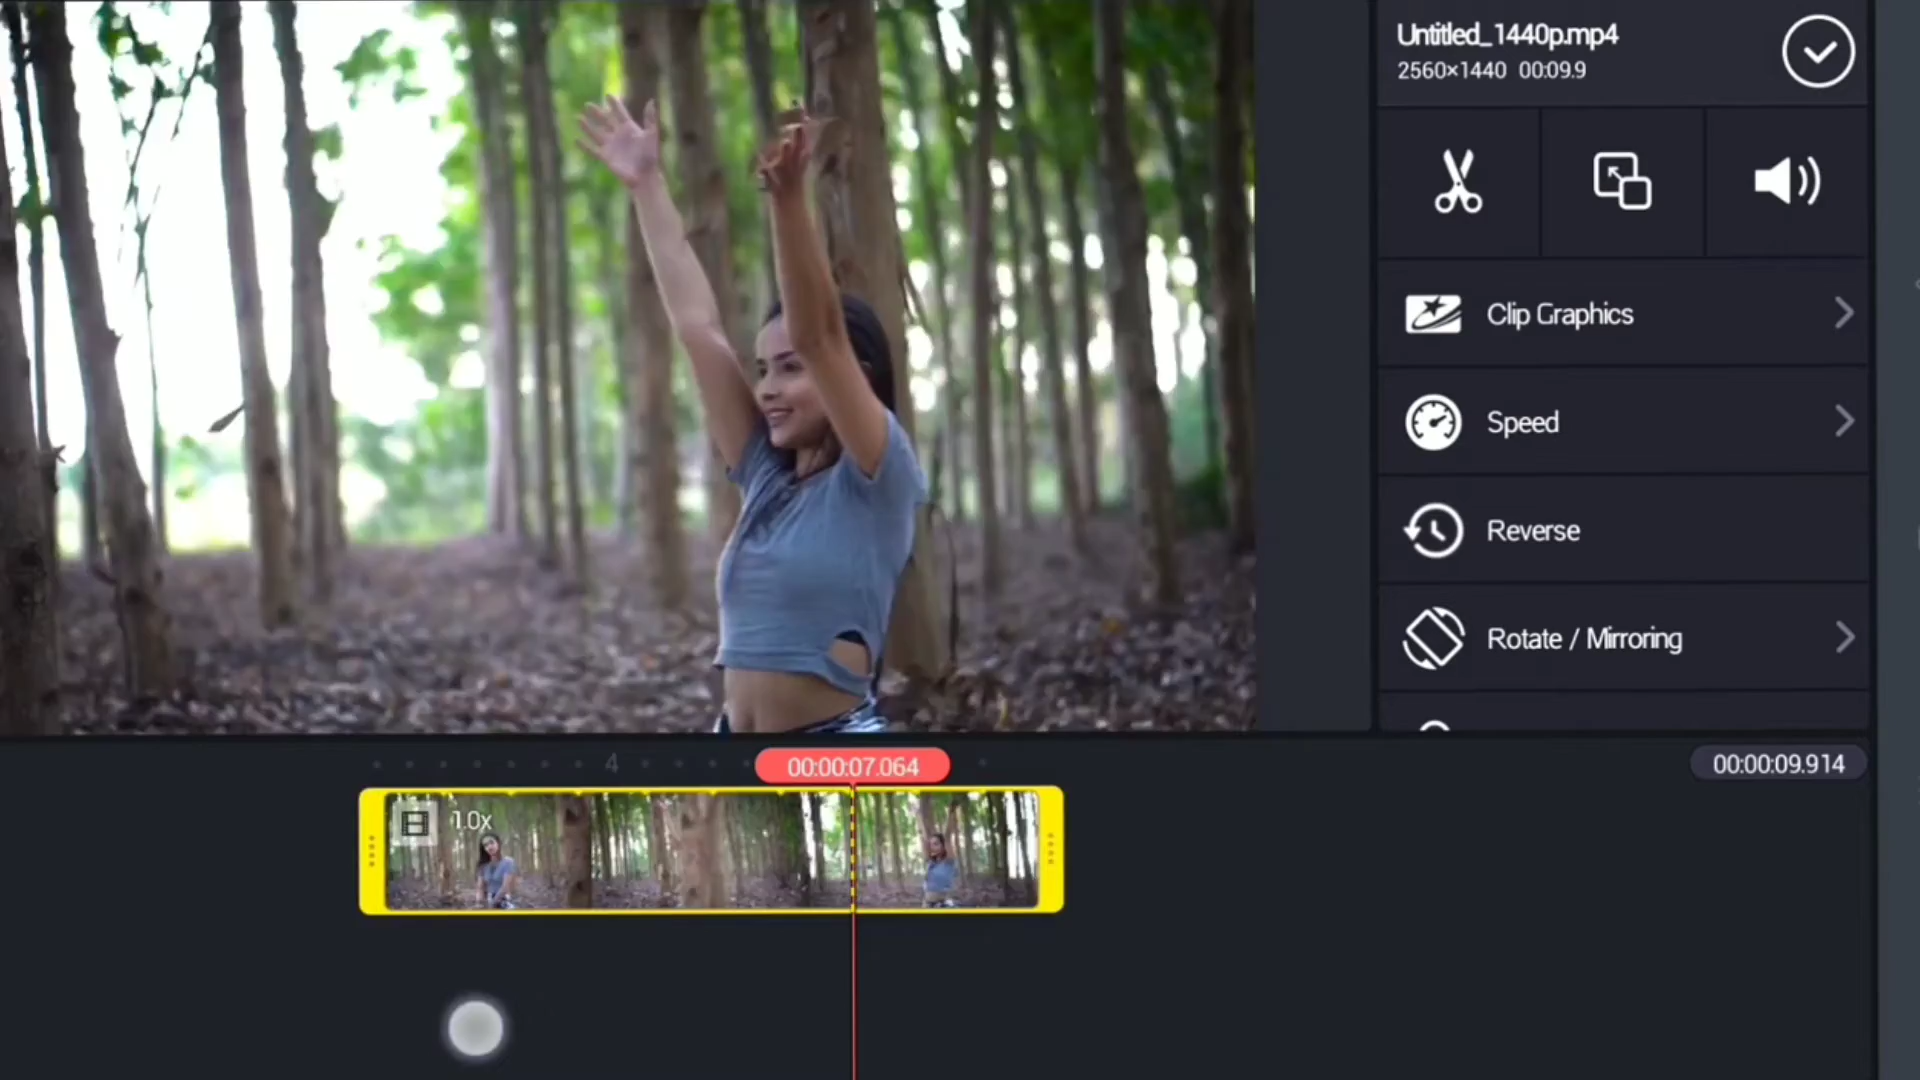 Untitled_1440p.mp4
2560×1440 00:09.9
Clip Graphics
Speed
Reverse
Rotate / Mirroring
4
00:00:07.064
00:00:09.914
1.0x